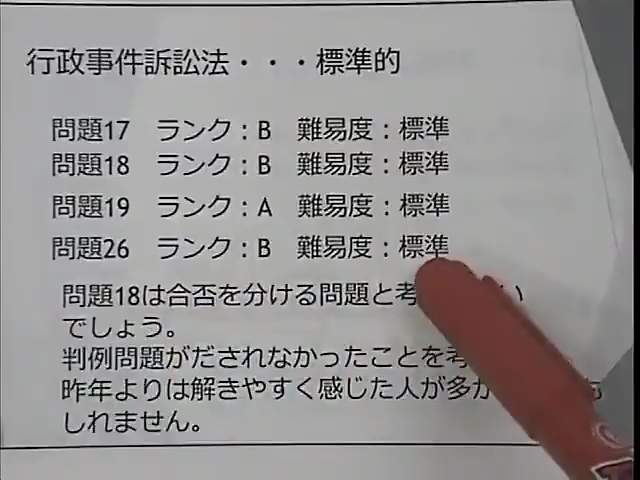 行政事件訴訟法・・・標準的
問題17 ランク：B 難易度：標準
問題18 ランク：B 難易度：標準
問題19 ランク：A 難易度：標準
問題26 ランク：B 難易度：標準
問題18は合否を分ける問題と考 い
でしょう。
判例問題がだされなかったことを考
昨年よりは解きやすく感じた人が多か も
しれません。